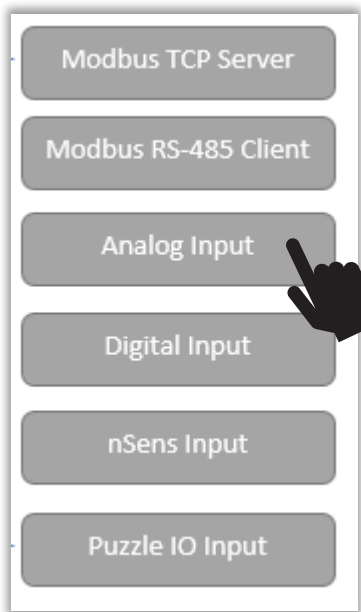 Modbus TCP Server
Modbus RS-485 Client
Analog Input
Digital Input
nSens Input
Puzzle IO Input